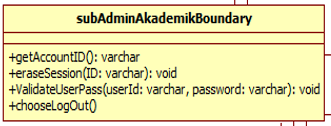 subAdminAkademikBoundary
+getAccountID(): varchar
+eraseSession(ID: varchar): void
+ValidateUserPass(userId: varchar, password: varchar): void
+chooseLogOut()